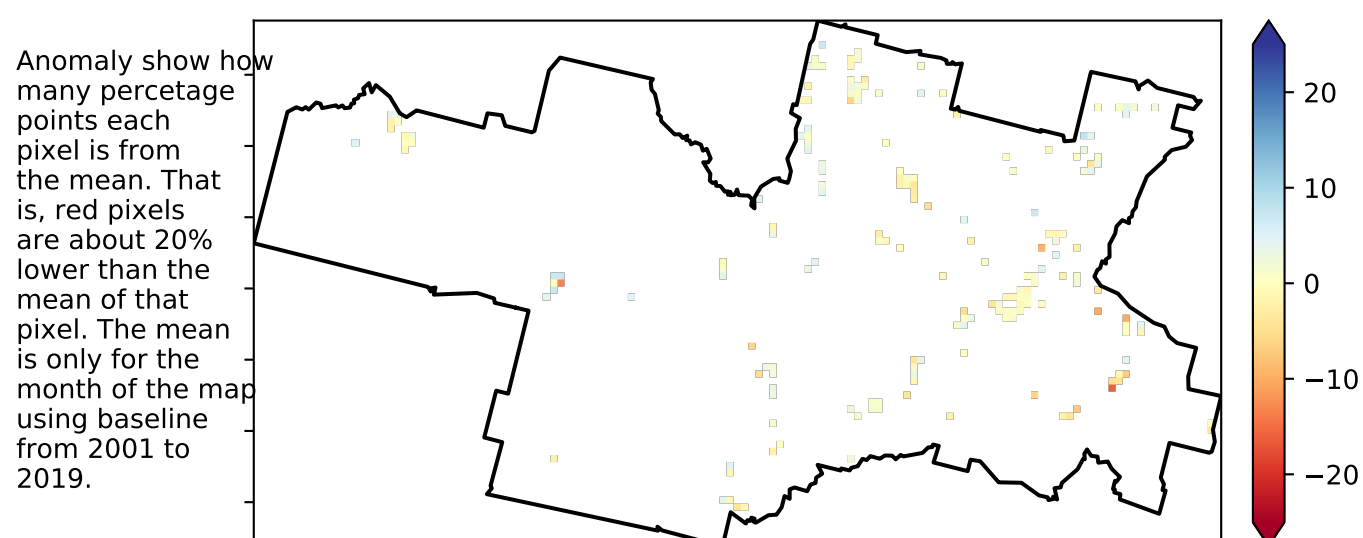 Anomaly show how
many percetage
points each
pixel is from
the mean. That
is, red pixels
are about 20%
lower than the
mean of that
pixel. The mean
is only for the
month of the map
using baseline
from 2001 to
2019.
20
10
0
−10
−20